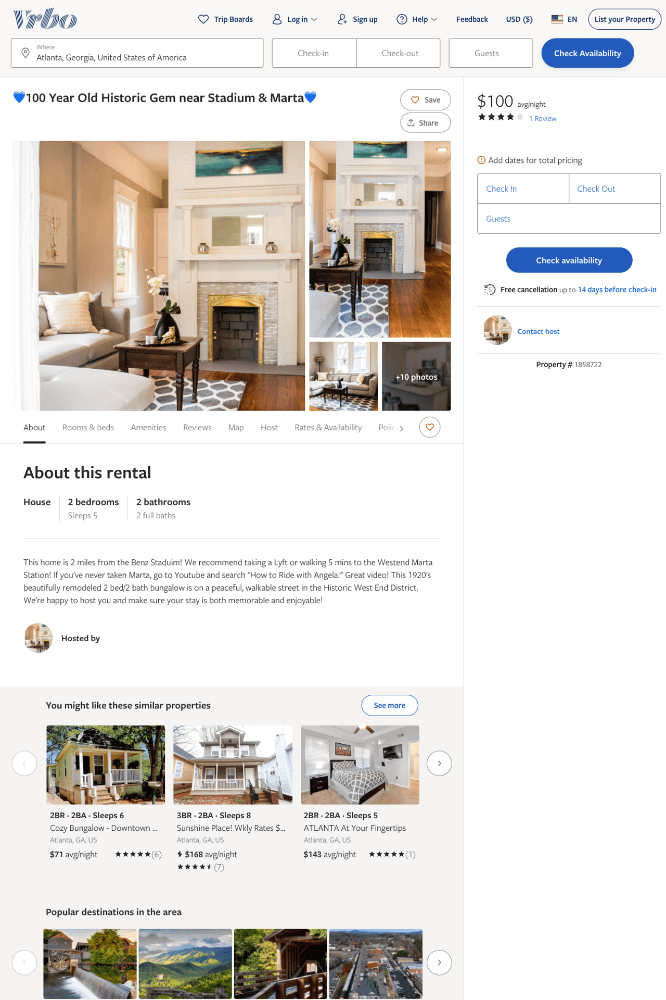 Vrbo
Trip Boards
Log in
Sign up
Help
Feedback
USD ($)
EN
List your Property
Where
Atlanta, Georgia, United States of America
Check-in
Check-out
Guests
Check Availability
💙100 Year Old Historic Gem near Stadium & Marta💙
Save
Share
$100 avg/night
1 Review
Add dates for total pricing
Check In
Check Out
Guests
Check availability
Free cancellation up to 14 days before check-in
Contact host
Property # 1858722
+10 photos
About
Rooms & beds
Amenities
Reviews
Map
Host
Rates & Availability
Polici
About this rental
House
2 bedrooms
Sleeps 5
2 bathrooms
2 full baths
This home is 2 miles from the Benz Staduim! We recommend taking a Lyft or walking 5 mins to the Westend Marta
Station! If you've never taken Marta, go to Youtube and search "How to Ride with Angela!" Great video! This 1920's
beautifully remodeled 2 bed/2 bath bungalow is on a peaceful, walkable street in the Historic West End District.
We're happy to host you and make sure your stay is both memorable and enjoyable!
Hosted by
You might like these similar properties
See more
2BR · 2BA · Sleeps 6
Cozy Bungalow - Downtown ...
Atlanta, GA, US
$71 avg/night
(6)
3BR · 2BA · Sleeps 8
Sunshine Place! Wkly Rates $...
Atlanta, GA, US
$168 avg/night
(7)
2BR · 2BA · Sleeps 5
ATLANTA At Your Fingertips
Atlanta, GA, US
$143 avg/night
(1)
Popular destinations in the area